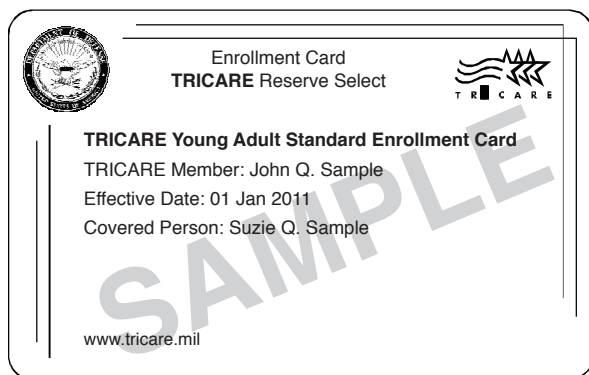 Enrollment Card
TRICARE Reserve Select
TRICARE
TRICARE Young Adult Standard Enrollment Card
TRICARE Member: John Q. Sample
Effective Date: 01 Jan 2011
Covered Person: Suzie Q. Sample
SAMPLE
www.tricare.mil